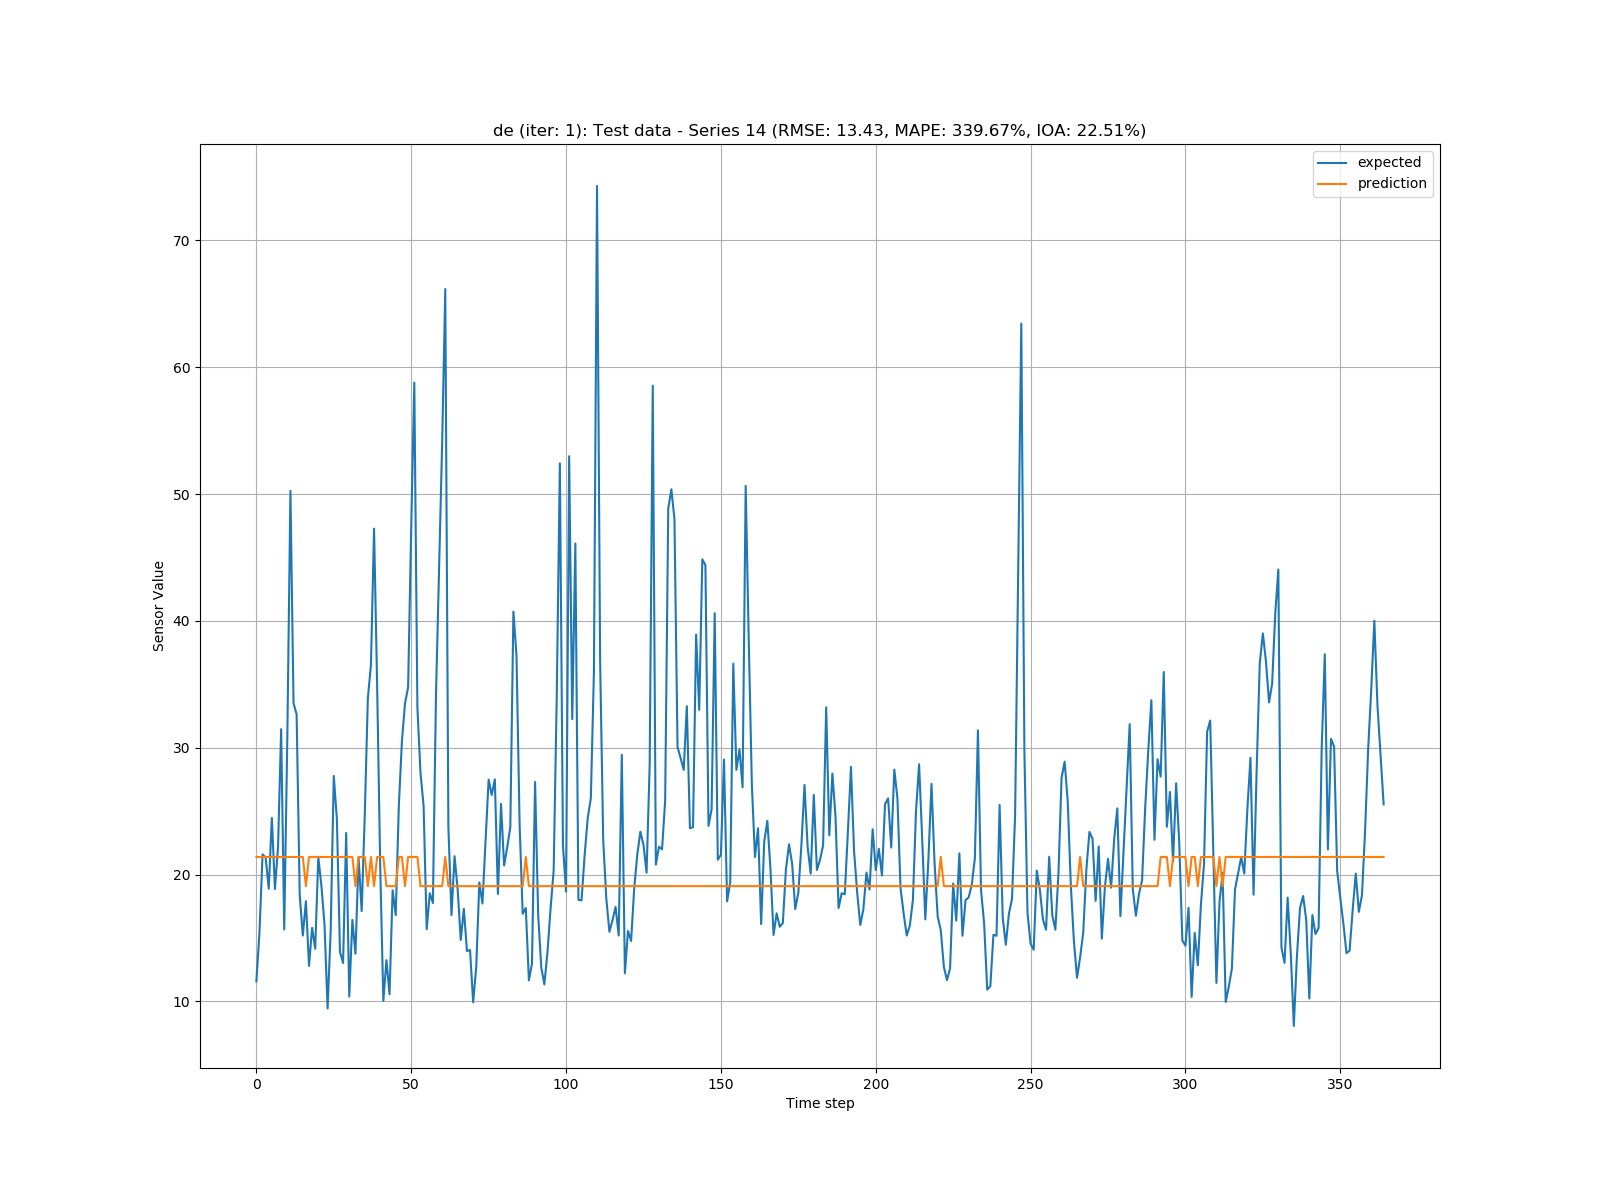 de (iter: 1): Test data - Series 14 (RMSE: 13.43, MAPE: 339.67%, IOA: 22.51%)
expected
prediction
70
60
50
40
30
20
10
Sensor Value
0 50 100 150 200 250 300 350
Time step